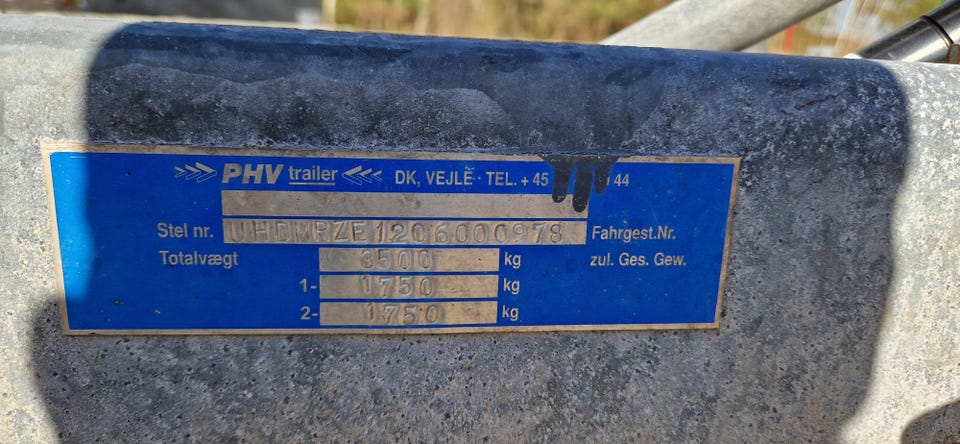 PHV trailer DK, VEJLE · TEL. + 45 44
Stel nr. UHDMRZE1206000978 Fahrgest.Nr.
Totalvægt 3500 kg zul. Ges. Gew.
1- 1750 kg
2- 1750 kg